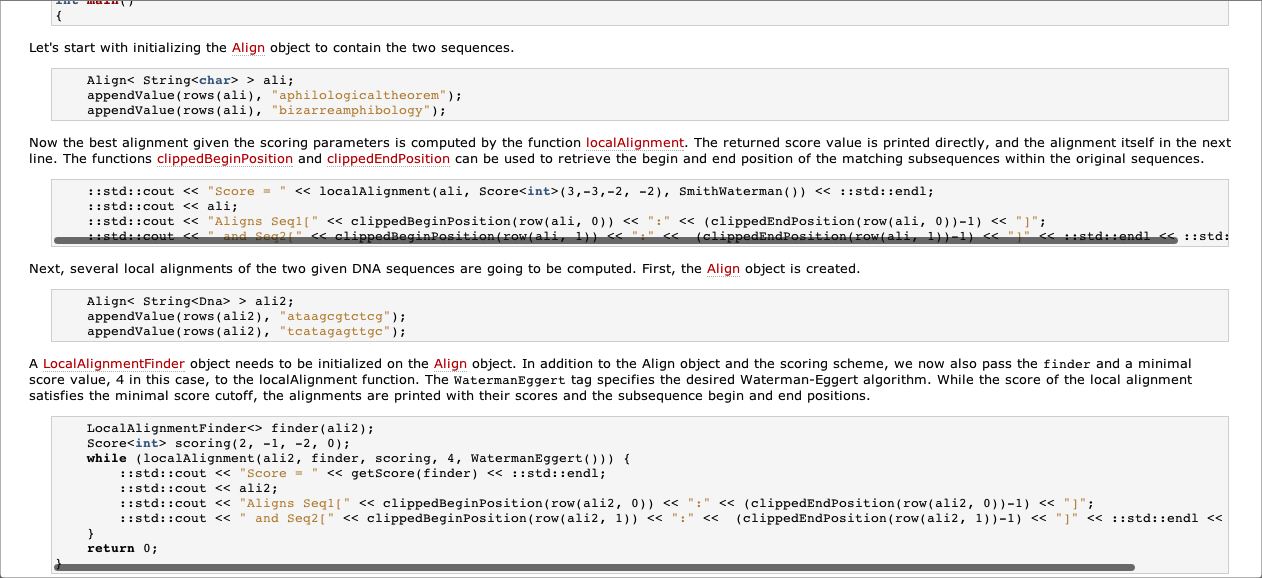 int main()
{
Let's start with initializing the Align object to contain the two sequences.
Align< String<char> > ali;
appendValue(rows(ali), "aphilologicaltheorem");
appendValue(rows(ali), "bizarreamphibology");
Now the best alignment given the scoring parameters is computed by the function localAlignment. The returned score value is printed directly, and the alignment itself in the next
line. The functions clippedBeginPosition and clippedEndPosition can be used to retrieve the begin and end position of the matching subsequences within the original sequences.
::std::cout << "Score = " << localAlignment(ali, Score<int>(3,-3,-2, -2), SmithWaterman()) << ::std::endl;
::std::cout << ali;
::std::cout << "Aligns Seq1[" << clippedBeginPosition(row(ali, 0)) << ":" << (clippedEndPosition(row(ali, 0))-1) << "]";
::std::cout << " and Seq2[" << clippedBeginPosition(row(ali, 1)) << ":" <<  (clippedEndPosition(row(ali, 1))-1) << "]" << ::std::endl << ::std:
Next, several local alignments of the two given DNA sequences are going to be computed. First, the Align object is created.
Align< String<Dna> > ali2;
appendValue(rows(ali2), "ataagcgtctcg");
appendValue(rows(ali2), "tcatagagttgc");
A LocalAlignmentFinder object needs to be initialized on the Align object. In addition to the Align object and the scoring scheme, we now also pass the finder and a minimal
score value, 4 in this case, to the localAlignment function. The WatermanEggert tag specifies the desired Waterman-Eggert algorithm. While the score of the local alignment
satisfies the minimal score cutoff, the alignments are printed with their scores and the subsequence begin and end positions.
LocalAlignmentFinder<> finder(ali2);
Score<int> scoring(2, -1, -2, 0);
while (localAlignment(ali2, finder, scoring, 4, WatermanEggert())) {
::std::cout << "Score = " << getScore(finder) << ::std::endl;
::std::cout << ali2;
::std::cout << "Aligns Seq1[" << clippedBeginPosition(row(ali2, 0)) << ":" << (clippedEndPosition(row(ali2, 0))-1) << "]";
::std::cout << " and Seq2[" << clippedBeginPosition(row(ali2, 1)) << ":" <<  (clippedEndPosition(row(ali2, 1))-1) << "]" << ::std::endl <<
}
return 0;
}